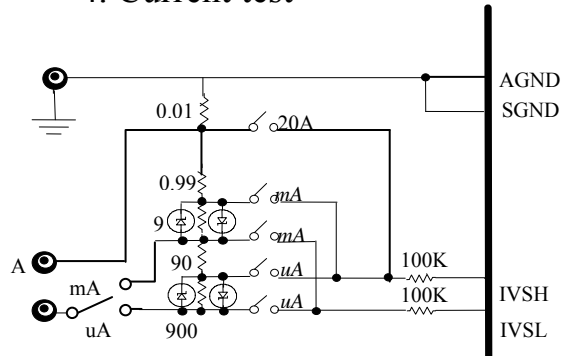 4. Current test
AGND
SGND
0.01
20A
0.99
mA
9
mA
A
90
uA
100K
mA
IVSH
uA
100K
uA
900
IVSL